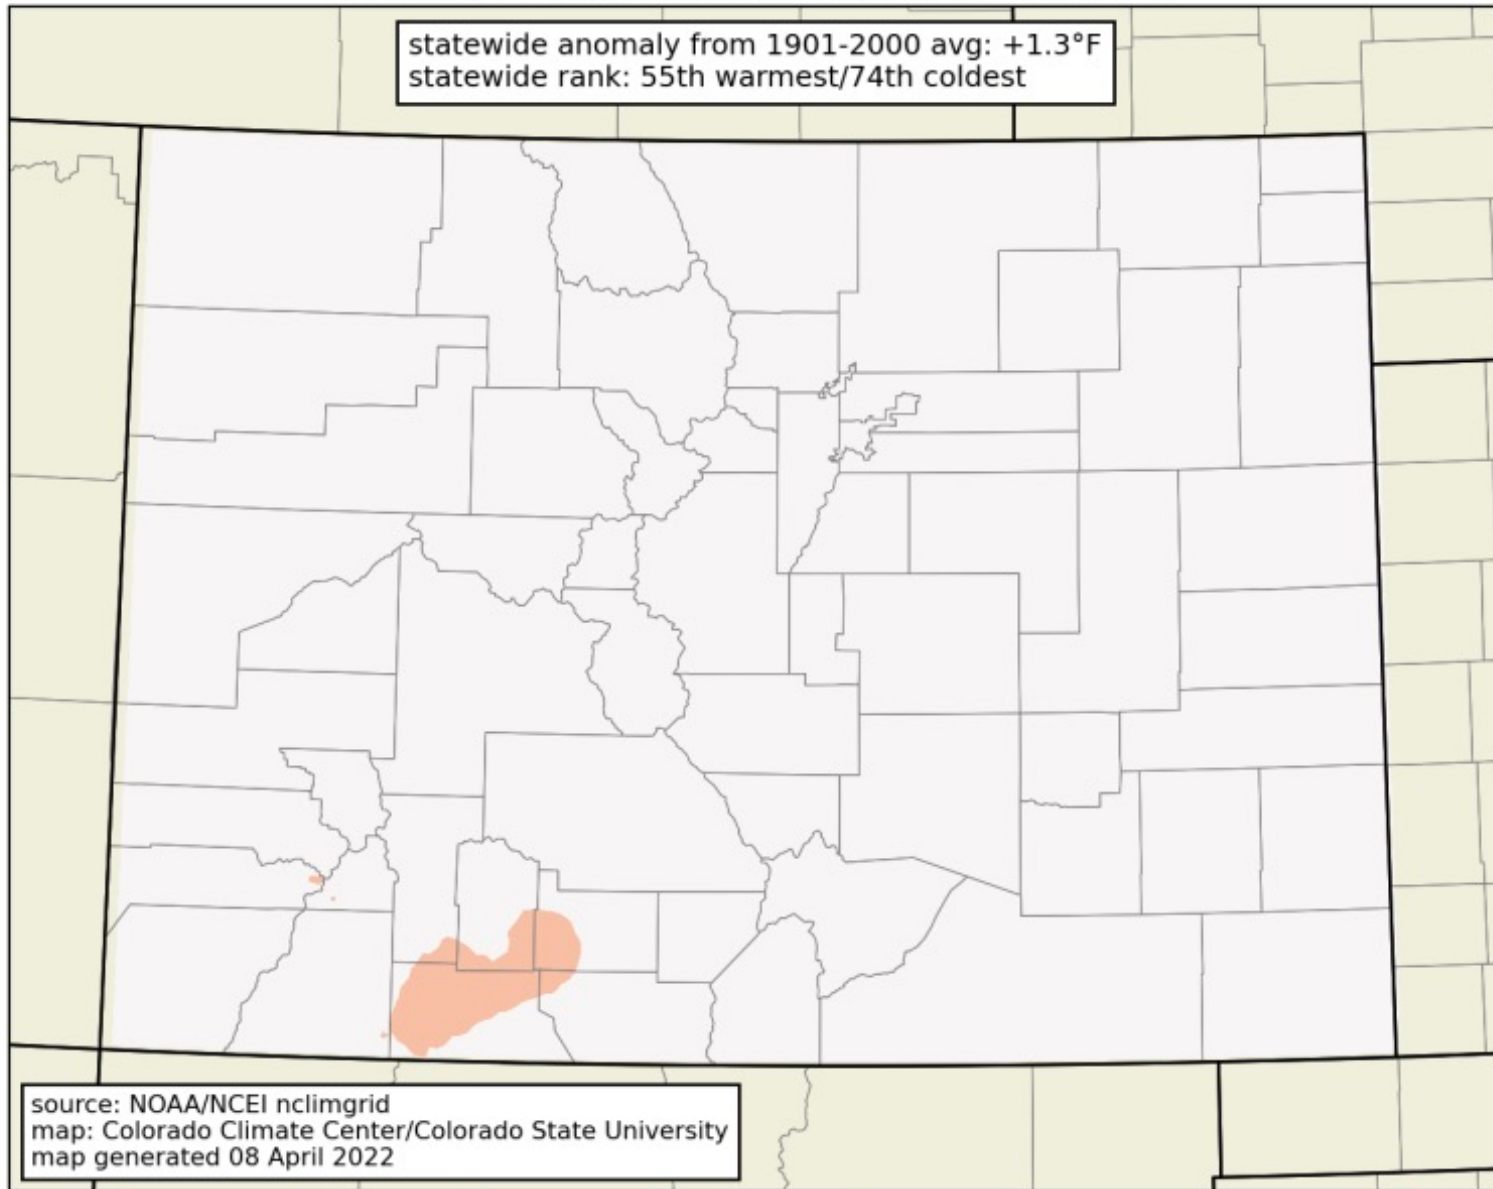 statewide anomaly from 1901-2000 avg: +1.3°F
statewide rank: 55th warmest/74th coldest
source: NOAA/NCEI nclimgrid
map: Colorado Climate Center/Colorado State University
map generated 08 April 2022